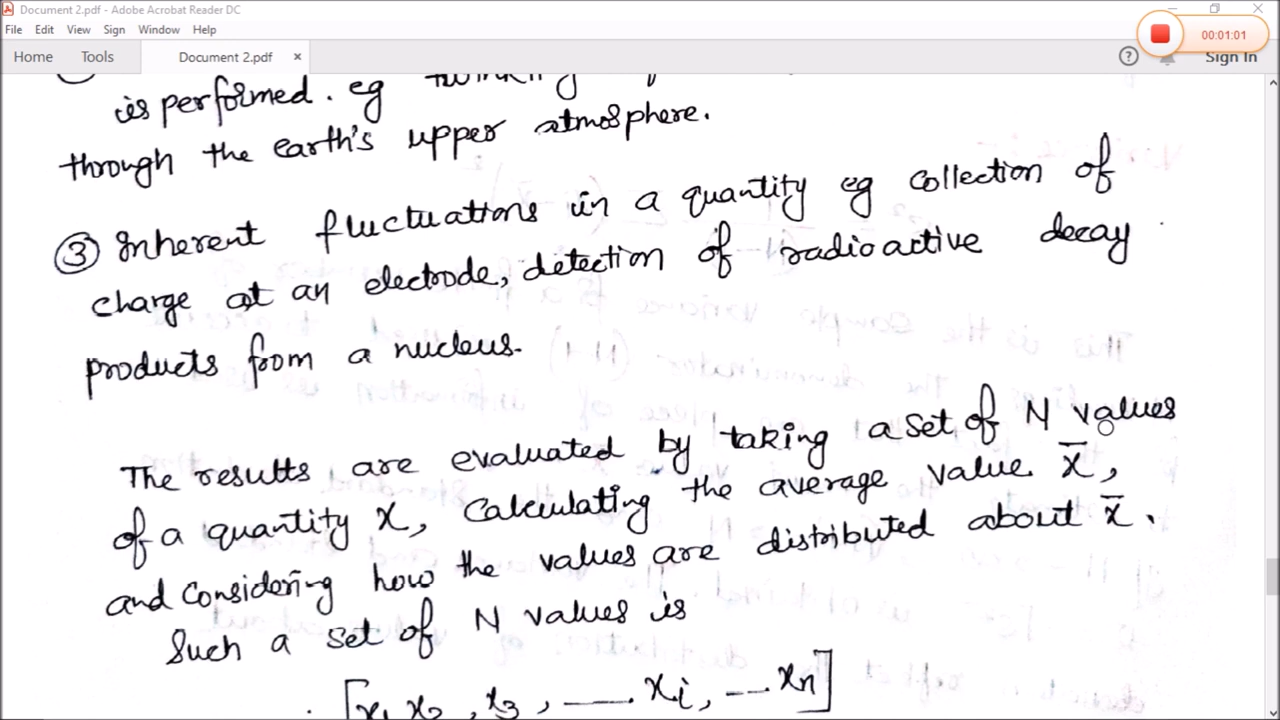 Document 2.pdf - Adobe Acrobat Reader DC
File Edit View Sign Window Help
00:01:01
Home Tools Document 2.pdf × Sign In
is performed. eg twinkling
through the earth's upper atmosphere.
③ Inherent fluctuations in a quantity eg collection of
charge at an electrode, detection of radioactive decay
products from a nucleus.
The results are evaluated by taking a set of N values
of a quantity x, calculating the average value x̄,
and considering how the values are distributed about x̄.
Such a set of N values is
[x1 x2, x3, — xi, --- xn]